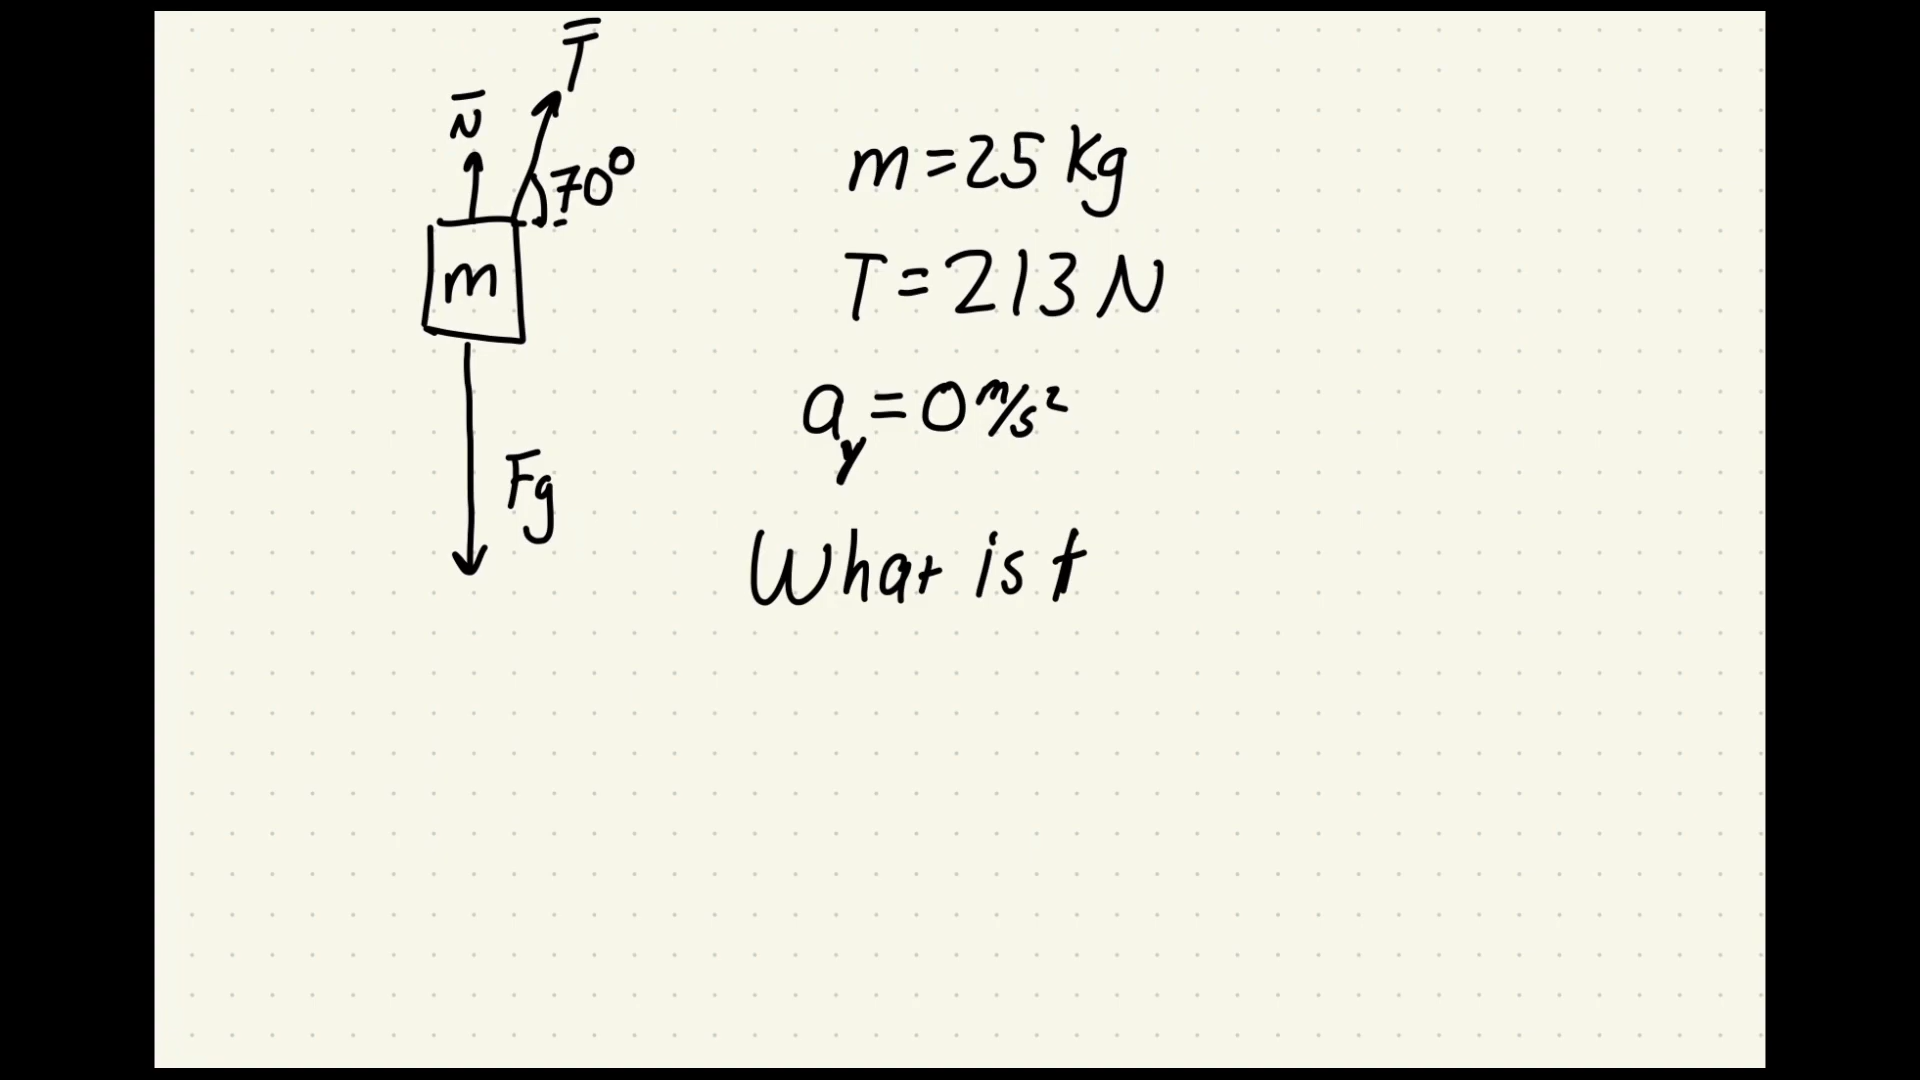 T
N
70°
m
Fg
m = 25 Kg
T = 213 N
ay = 0 m/s²
What is t